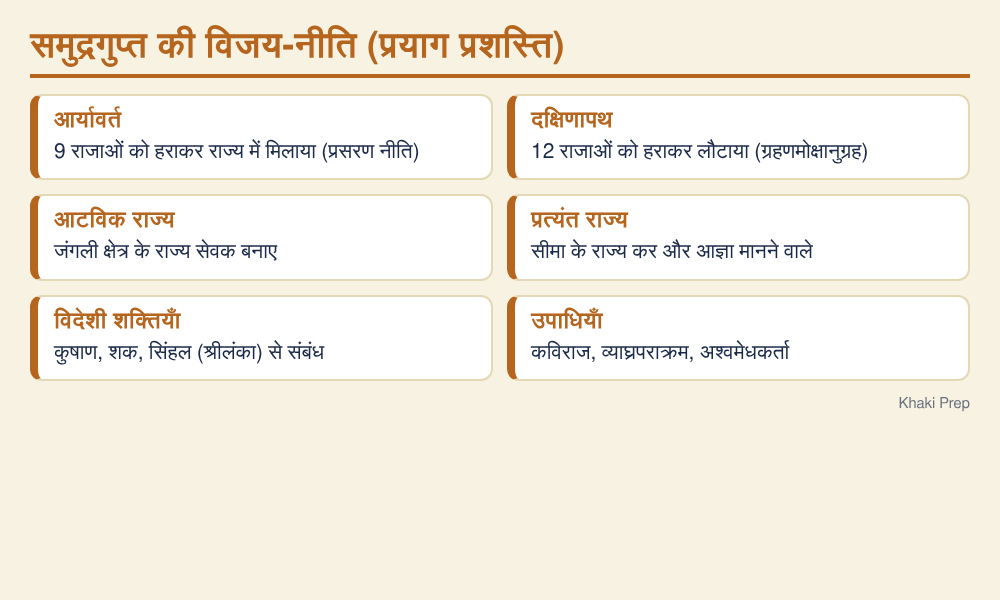 समुद्रगुप्त की विजय-नीति (प्रयाग प्रशस्ति)
आर्यावर्त
9 राजाओं को हराकर राज्य में मिलाया (प्रसरण नीति)
दक्षिणापथ
12 राजाओं को हराकर लौटाया (ग्रहणमोक्षानुग्रह)
आटविक राज्य
जंगली क्षेत्र के राज्य सेवक बनाए
प्रत्यंत राज्य
सीमा के राज्य कर और आज्ञा मानने वाले
विदेशी शक्तियाँ
कुषाण, शक, सिंहल (श्रीलंका) से संबंध
उपाधियाँ
कविराज, व्याघ्रपराक्रम, अश्वमेधकर्ता
Khaki Prep